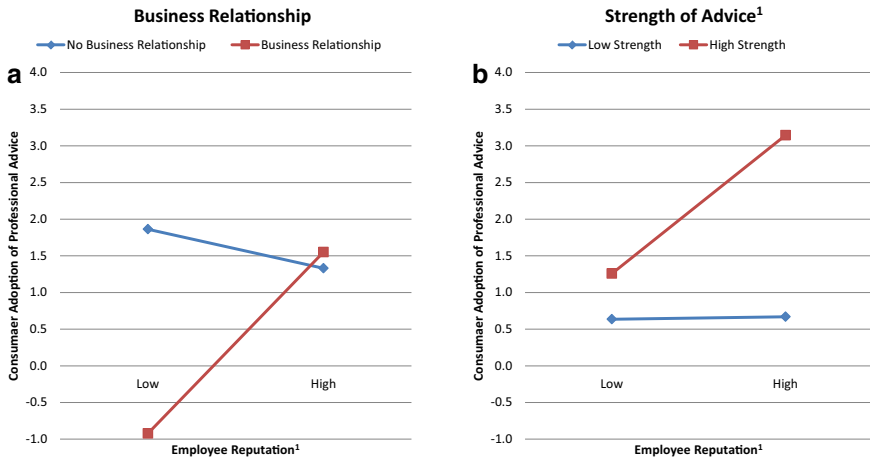 Business Relationship
No Business Relationship Business Relationship
a
4.0
3.5
3.0
2.5
2.0
1.5
1.0
0.5
0.0
-0.5
-1.0
Consumaer Adoption of Professional Advice
Low High
Employee Reputation¹
Strength of Advice¹
Low Strength High Strength
b
4.0
3.5
3.0
2.5
2.0
1.5
1.0
0.5
0.0
-0.5
-1.0
Consumaer Adoption of Professional Advice
Low High
Employee Reputation¹